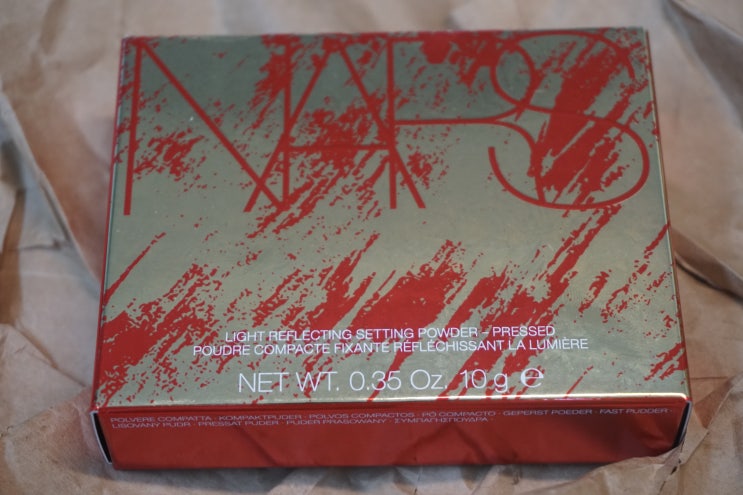 NARS
LIGHT REFLECTING SETTING POWDER – PRESSED
POUDRE COMPACTE FIXANTE RÉFLÉCHISSANT LA LUMIÈRE
NET WT. 0.35 Oz. 10 g ℮
POLVERE COMPATTA · KOMPAKTPUDER · POLVOS COMPACTOS · PÓ COMPACTO · GEPERST POEDER · FAST PUDDER ·
LISOVANÝ PUDR · PRESSAT PUDER · PUDER PRASOWANY · ΣΥΜΠΑΓΗΣ ΠΟΥΔΡΑ ·